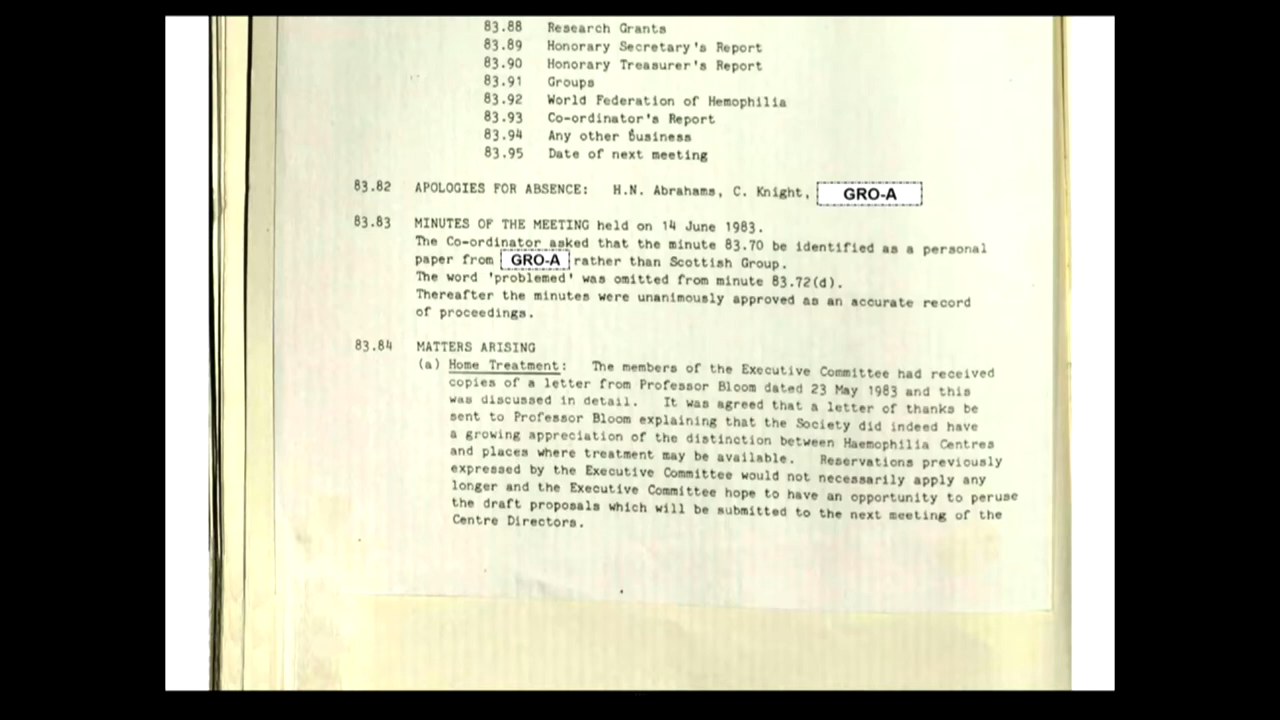 83.88 Research Grants
83.89 Honorary Secretary's Report
83.90 Honorary Treasurer's Report
83.91 Groups
83.92 World Federation of Hemophilia
83.93 Co-ordinator's Report
83.94 Any other Business
83.95 Date of next meeting
83.82 APOLOGIES FOR ABSENCE: H.N. Abrahams, C. Knight, GRO-A
83.83 MINUTES OF THE MEETING held on 14 June 1983.
The Co-ordinator asked that the minute 83.70 be identified as a personal
paper from GRO-A rather than Scottish Group.
The word 'problemed' was omitted from minute 83.72(d).
Thereafter the minutes were unanimously approved as an accurate record
of proceedings.
83.84 MATTERS ARISING
(a) Home Treatment: The members of the Executive Committee had received
copies of a letter from Professor Bloom dated 23 May 1983 and this
was discussed in detail. It was agreed that a letter of thanks be
sent to Professor Bloom explaining that the Society did indeed have
a growing appreciation of the distinction between Haemophilia Centres
and places where treatment may be available. Reservations previously
expressed by the Executive Committee would not necessarily apply any
longer and the Executive Committee hope to have an opportunity to peruse
the draft proposals which will be submitted to the next meeting of the
Centre Directors.